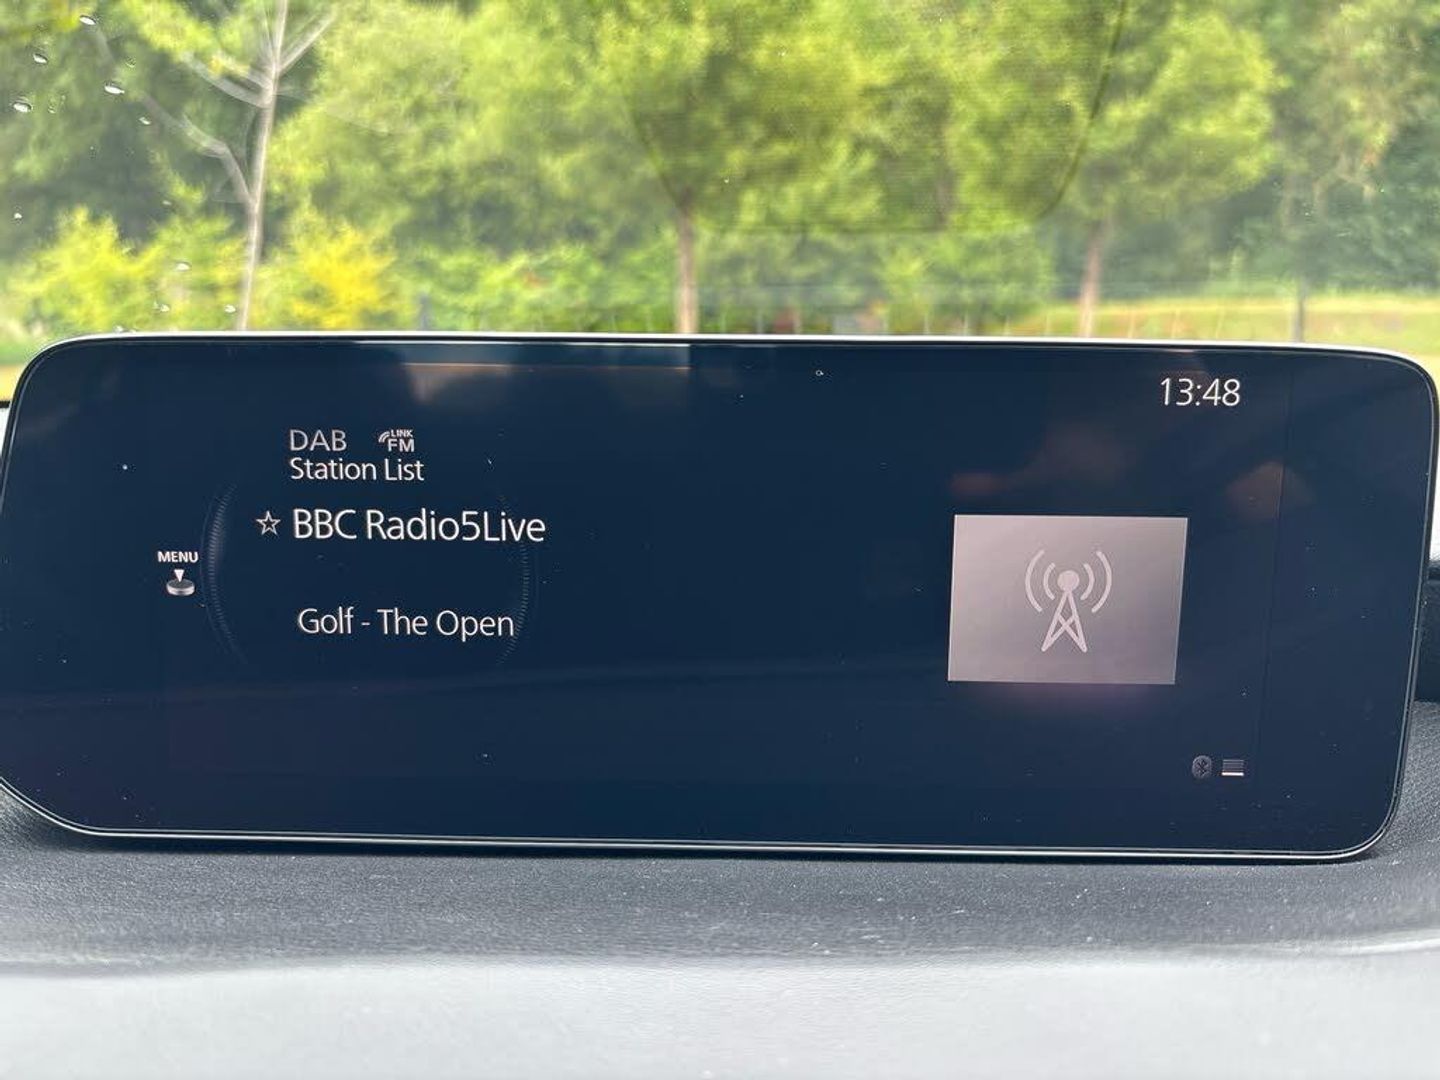 13:48
DAB LINK FM
Station List
☆ BBC Radio5Live
MENU
Golf - The Open